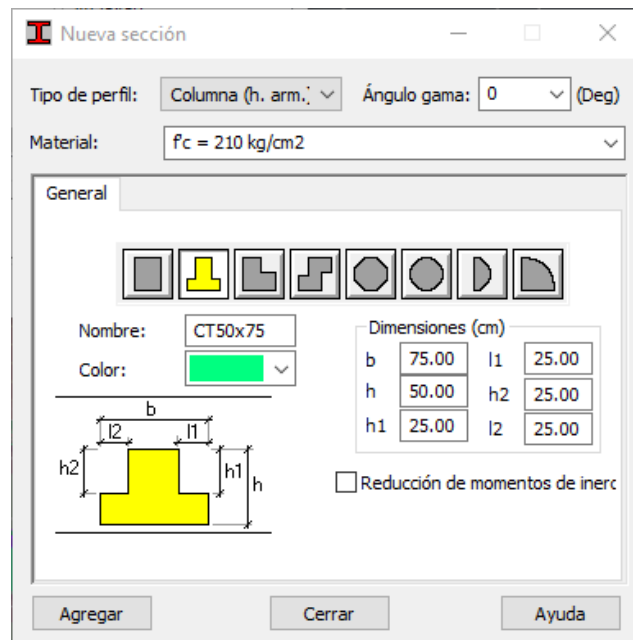 Nueva sección
Tipo de perfil: Columna (h. arm.) Ángulo gama: 0 (Deg)
Material: f'c = 210 kg/cm2
General
Nombre: CT50x75
Color:
Dimensiones (cm)
b 75.00 l1 25.00
h 50.00 h2 25.00
h1 25.00 l2 25.00
b
l2 l1
h2 h1 h
Reducción de momentos de inerc
Agregar Cerrar Ayuda